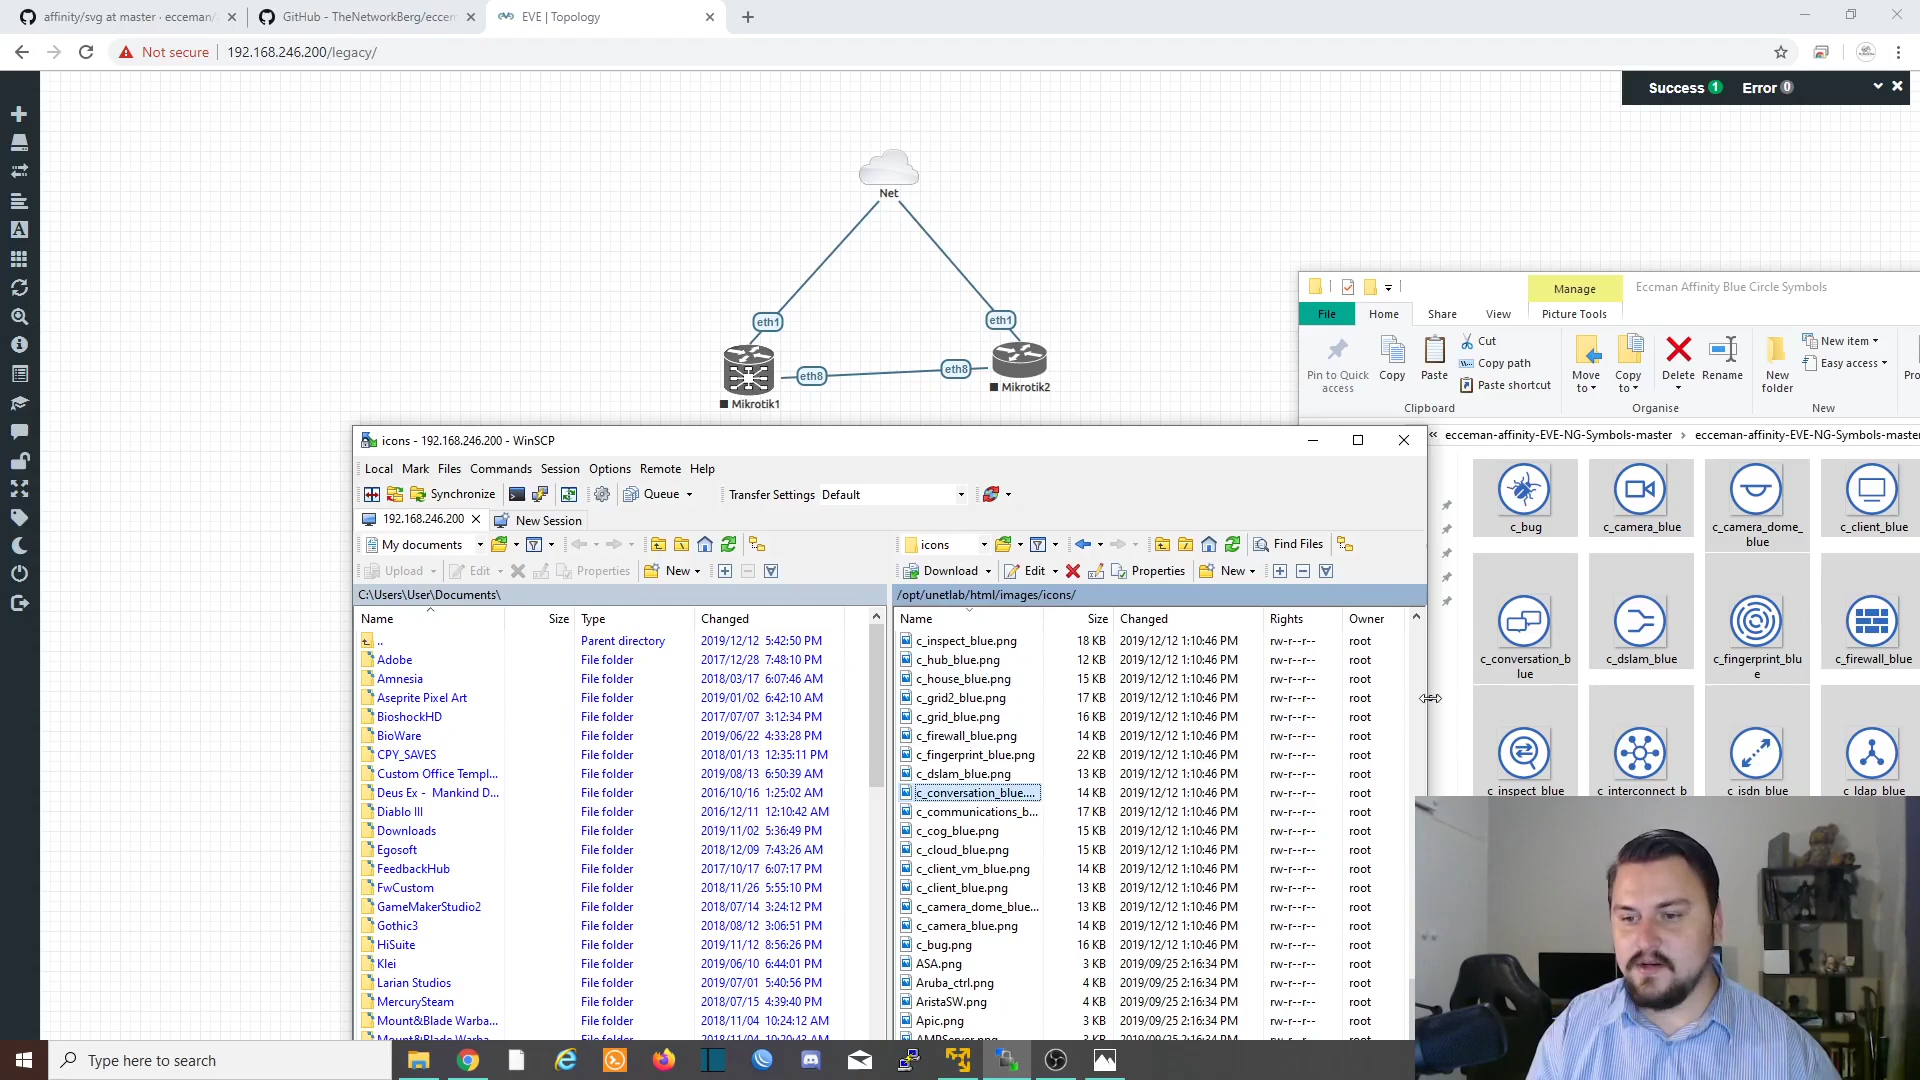 affinity/svg at master · ecceman/
GitHub - TheNetworkBerg/eccem
EVE | Topology
Not secure
192.168.246.200/legacy/
Success 1 Error 0
Net
eth1
eth1
eth8
eth8
Mikrotik1
Mikrotik2
Manage
Eccman Affinity Blue Circle Symbols
File
Home
Share
View
Picture Tools
Pin to Quick access
Copy
Paste
Cut
Copy path
Paste shortcut
Move to
Copy to
Delete
Rename
New folder
New item
Easy access
Clipboard
Organise
New
« ecceman-affinity-EVE-NG-Symbols-master › ecceman-affinity-EVE-NG-Symbols-master
c_bug
c_camera_blue
c_camera_dome_blue
c_client_blue
c_conversation_blue
c_dslam_blue
c_fingerprint_blue
c_firewall_blue
c_inspect_blue
c_interconnect_b
c_isdn_blue
c_ldap_blue
icons - 192.168.246.200 - WinSCP
Local Mark Files Commands Session Options Remote Help
Synchronize
Queue
Transfer Settings Default
192.168.246.200
New Session
My documents
icons
Find Files
Upload
Edit
Properties
New
Download
Edit
Properties
New
C:\Users\User\Documents\
/opt/unetlab/html/images/icons/
Name Size Type Changed
.. Parent directory 2019/12/12 5:42:50 PM
Adobe File folder 2017/12/28 7:48:10 PM
Amnesia File folder 2018/03/17 6:07:46 AM
Aseprite Pixel Art File folder 2019/01/02 6:42:10 AM
BioshockHD File folder 2017/07/07 3:12:34 PM
BioWare File folder 2019/06/22 4:33:28 PM
CPY_SAVES File folder 2018/01/13 12:35:11 PM
Custom Office Templ... File folder 2019/08/13 6:50:39 AM
Deus Ex - Mankind D... File folder 2016/10/16 1:25:02 AM
Diablo III File folder 2016/12/11 12:10:42 AM
Downloads File folder 2019/11/02 5:36:49 PM
Egosoft File folder 2018/12/09 7:43:26 AM
FeedbackHub File folder 2017/10/17 6:07:17 PM
FwCustom File folder 2018/11/26 5:55:10 PM
GameMakerStudio2 File folder 2018/07/14 3:24:12 PM
Gothic3 File folder 2018/08/12 3:06:51 PM
HiSuite File folder 2019/11/12 8:56:26 PM
Klei File folder 2019/06/10 6:44:01 PM
Larian Studios File folder 2019/07/01 5:40:56 PM
MercurySteam File folder 2018/07/15 4:39:40 PM
Mount&Blade Warba... File folder 2018/11/04 10:24:12 AM
Name Size Changed Rights Owner
c_inspect_blue.png 18 KB 2019/12/12 1:10:46 PM rw-r--r-- root
c_hub_blue.png 12 KB 2019/12/12 1:10:46 PM rw-r--r-- root
c_house_blue.png 15 KB 2019/12/12 1:10:46 PM rw-r--r-- root
c_grid2_blue.png 17 KB 2019/12/12 1:10:46 PM rw-r--r-- root
c_grid_blue.png 16 KB 2019/12/12 1:10:46 PM rw-r--r-- root
c_firewall_blue.png 14 KB 2019/12/12 1:10:46 PM rw-r--r-- root
c_fingerprint_blue.png 22 KB 2019/12/12 1:10:46 PM rw-r--r-- root
c_dslam_blue.png 13 KB 2019/12/12 1:10:46 PM rw-r--r-- root
c_conversation_blue.... 14 KB 2019/12/12 1:10:46 PM rw-r--r-- root
c_communications_b... 17 KB 2019/12/12 1:10:46 PM rw-r--r-- root
c_cog_blue.png 15 KB 2019/12/12 1:10:46 PM rw-r--r-- root
c_cloud_blue.png 15 KB 2019/12/12 1:10:46 PM rw-r--r-- root
c_client_vm_blue.png 14 KB 2019/12/12 1:10:46 PM rw-r--r-- root
c_client_blue.png 13 KB 2019/12/12 1:10:46 PM rw-r--r-- root
c_camera_dome_blue... 13 KB 2019/12/12 1:10:46 PM rw-r--r-- root
c_camera_blue.png 14 KB 2019/12/12 1:10:46 PM rw-r--r-- root
c_bug.png 16 KB 2019/12/12 1:10:46 PM rw-r--r-- root
ASA.png 3 KB 2019/09/25 2:16:34 PM rw-r--r-- root
Aruba_ctrl.png 4 KB 2019/09/25 2:16:34 PM rw-r--r-- root
AristaSW.png 4 KB 2019/09/25 2:16:34 PM rw-r--r-- root
Apic.png 3 KB 2019/09/25 2:16:34 PM rw-r--r-- root
Type here to search